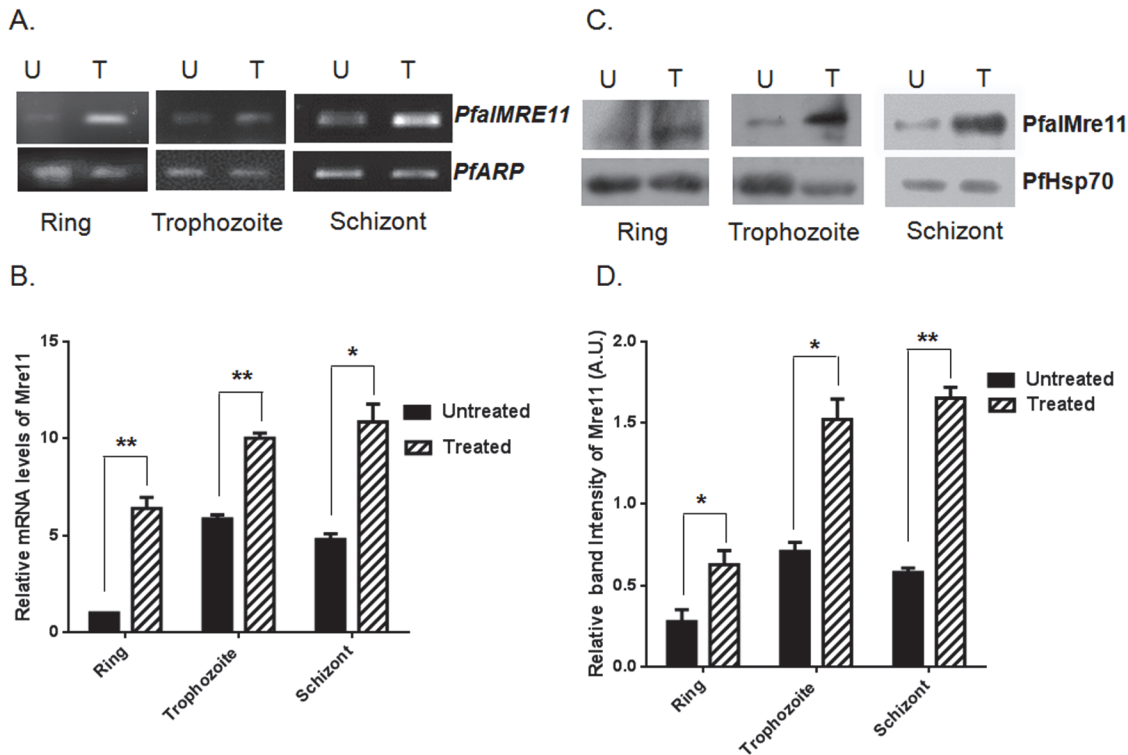 A.
U T U T U T
PfalMRE11
PfARP
Ring Trophozoite Schizont
B.
Relative mRNA levels of Mre11
15
10
5
0
**
**
*
Untreated
Treated
Ring
Trophozoite
Schizont
C.
U T U T U T
PfalMre11
PfHsp70
Ring Trophozoite Schizont
D.
Relative band Intensity of Mre11 (A.U.)
2.0
1.5
1.0
0.5
0.0
*
*
**
Untreated
Treated
Ring
Trophozoite
Schizont